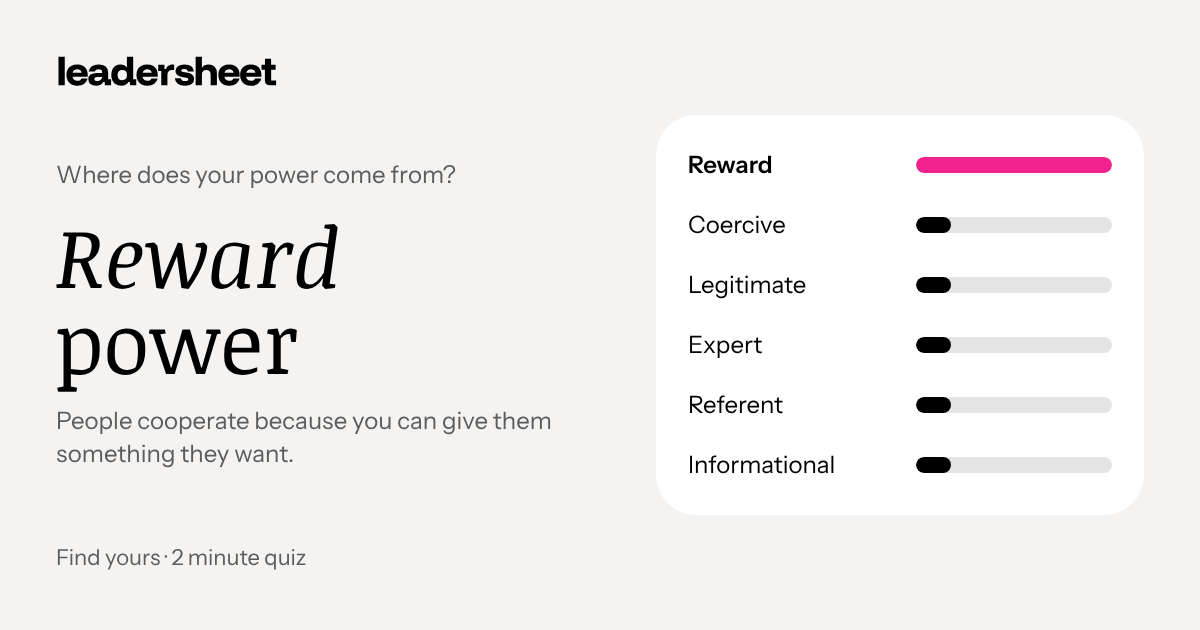 leadersheet
Where does your power come from?
Reward
power
People cooperate because you can give them
something they want.
Find yours · 2 minute quiz
Reward
Coercive
Legitimate
Expert
Referent
Informational